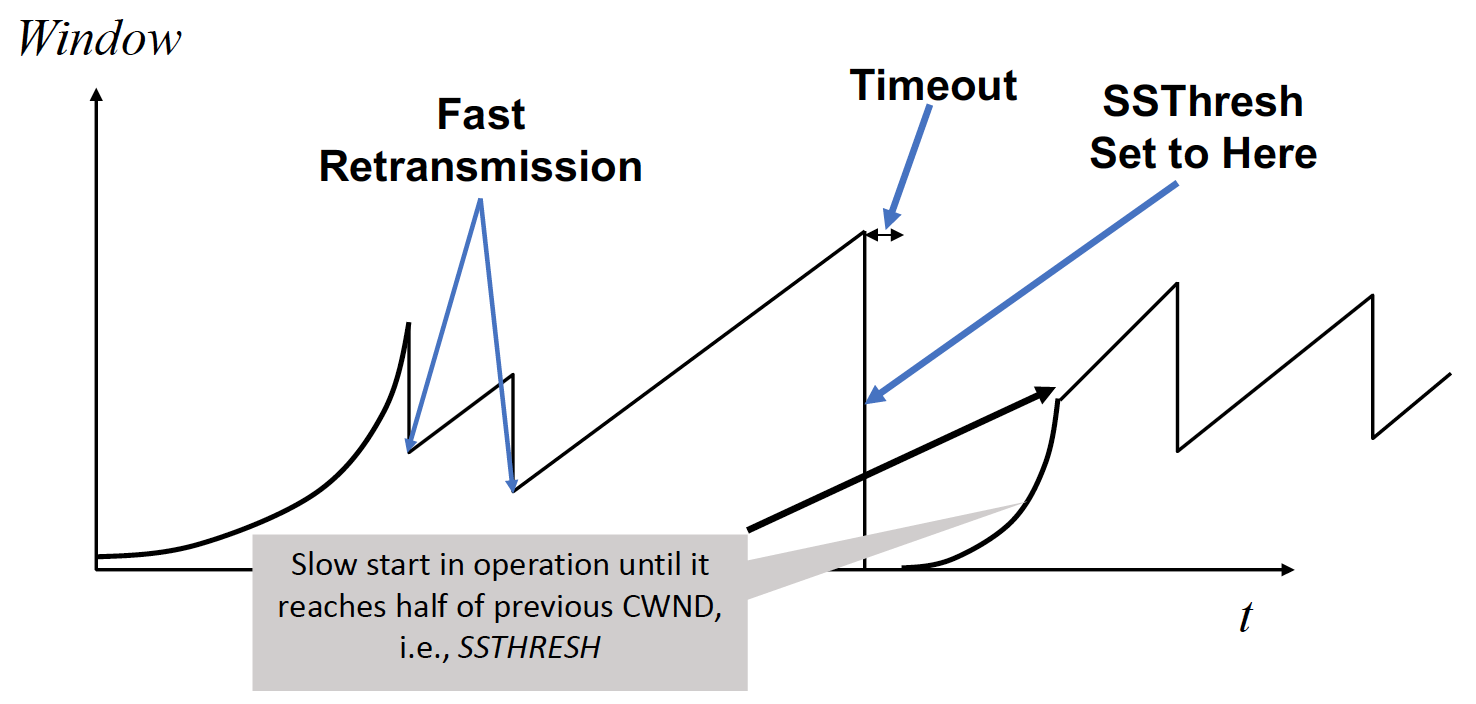 Window
Fast
Retransmission
Timeout
SSThresh
Set to Here
Slow start in operation until it
reaches half of previous CWND,
i.e., SSTHRESH
t